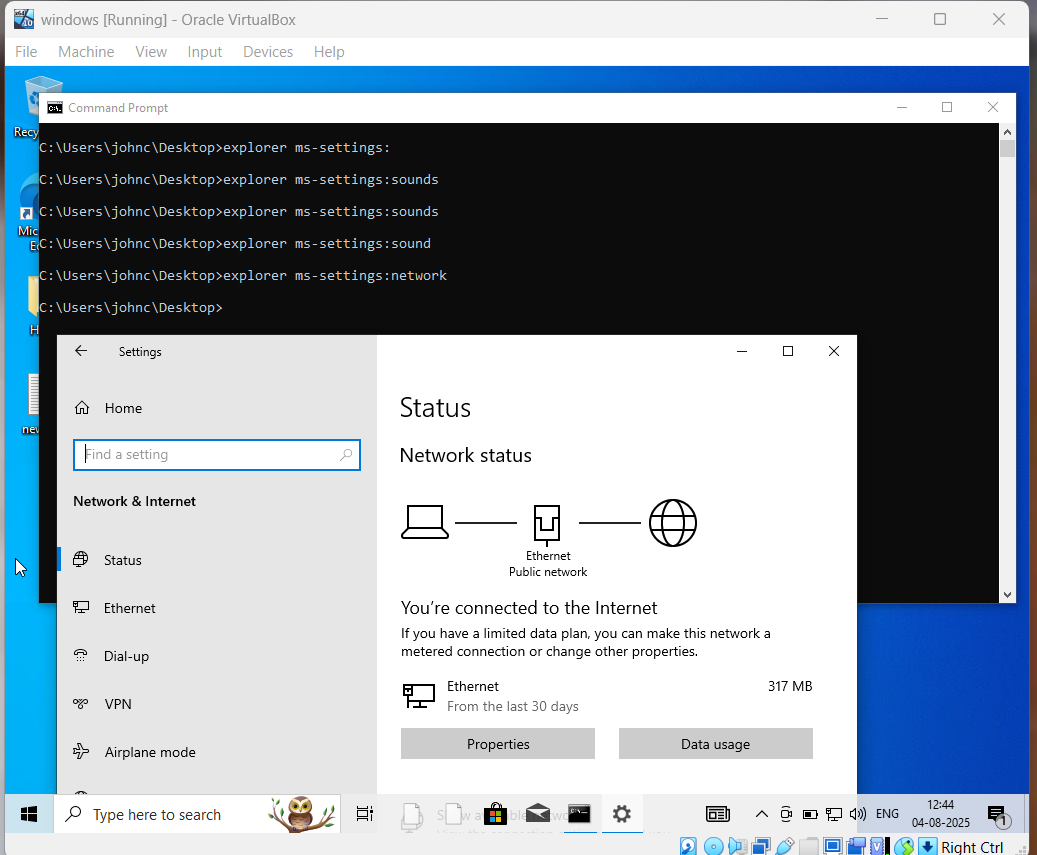 windows [Running] - Oracle VirtualBox
File Machine View Input Devices Help
Command Prompt
C:\Users\johnc\Desktop>explorer ms-settings:
C:\Users\johnc\Desktop>explorer ms-settings:sounds
C:\Users\johnc\Desktop>explorer ms-settings:sounds
C:\Users\johnc\Desktop>explorer ms-settings:sound
C:\Users\johnc\Desktop>explorer ms-settings:network
C:\Users\johnc\Desktop>
Recy
Mic
new
Settings
Home
Find a setting
Network & Internet
Status
Ethernet
Dial-up
VPN
Airplane mode
Status
Network status
Ethernet
Public network
You're connected to the Internet
If you have a limited data plan, you can make this network a
metered connection or change other properties.
Ethernet 317 MB
From the last 30 days
Properties Data usage
Type here to search
ENG
12:44
04-08-2025
1
Right Ctrl